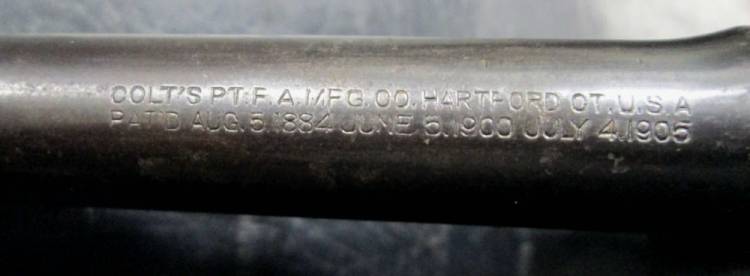 COLT'S PT. F. A. MFG. CO. HARTFORD CT. U.S.A
PAT'D AUG. 5, 1884 JUNE 5, 1900 JULY 4, 1905